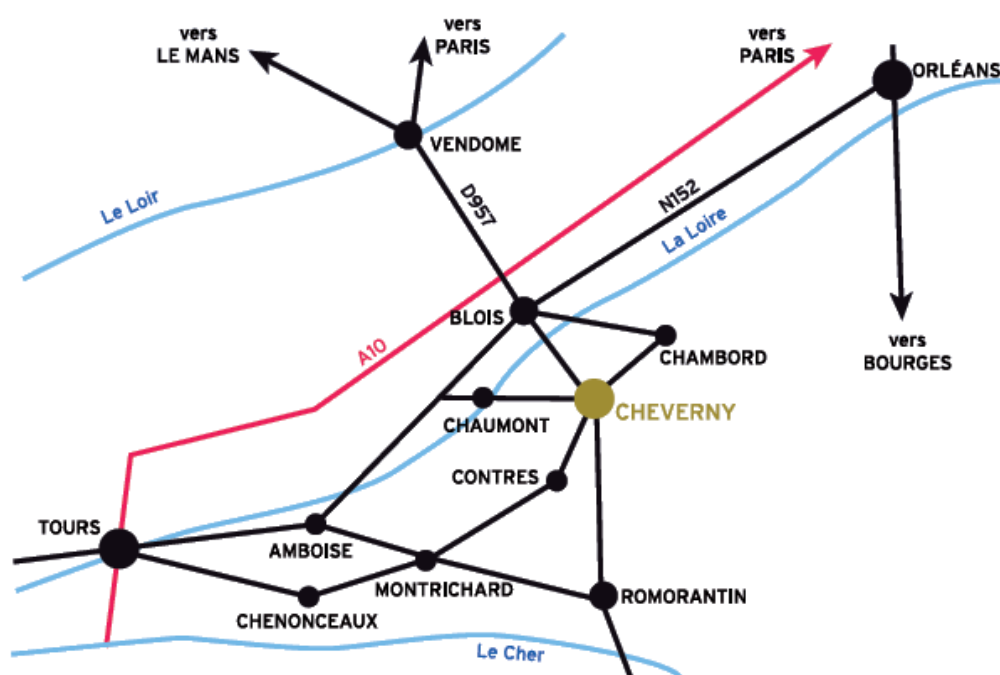 vers
LE MANS
vers
PARIS
vers
PARIS
ORLÉANS
VENDOME
Le Loir
D957
N152
La Loire
BLOIS
CHAMBORD
vers
BOURGES
A10
CHAUMONT
CHEVERNY
CONTRES
TOURS
AMBOISE
MONTRICHARD
ROMORANTIN
CHENONCEAUX
Le Cher